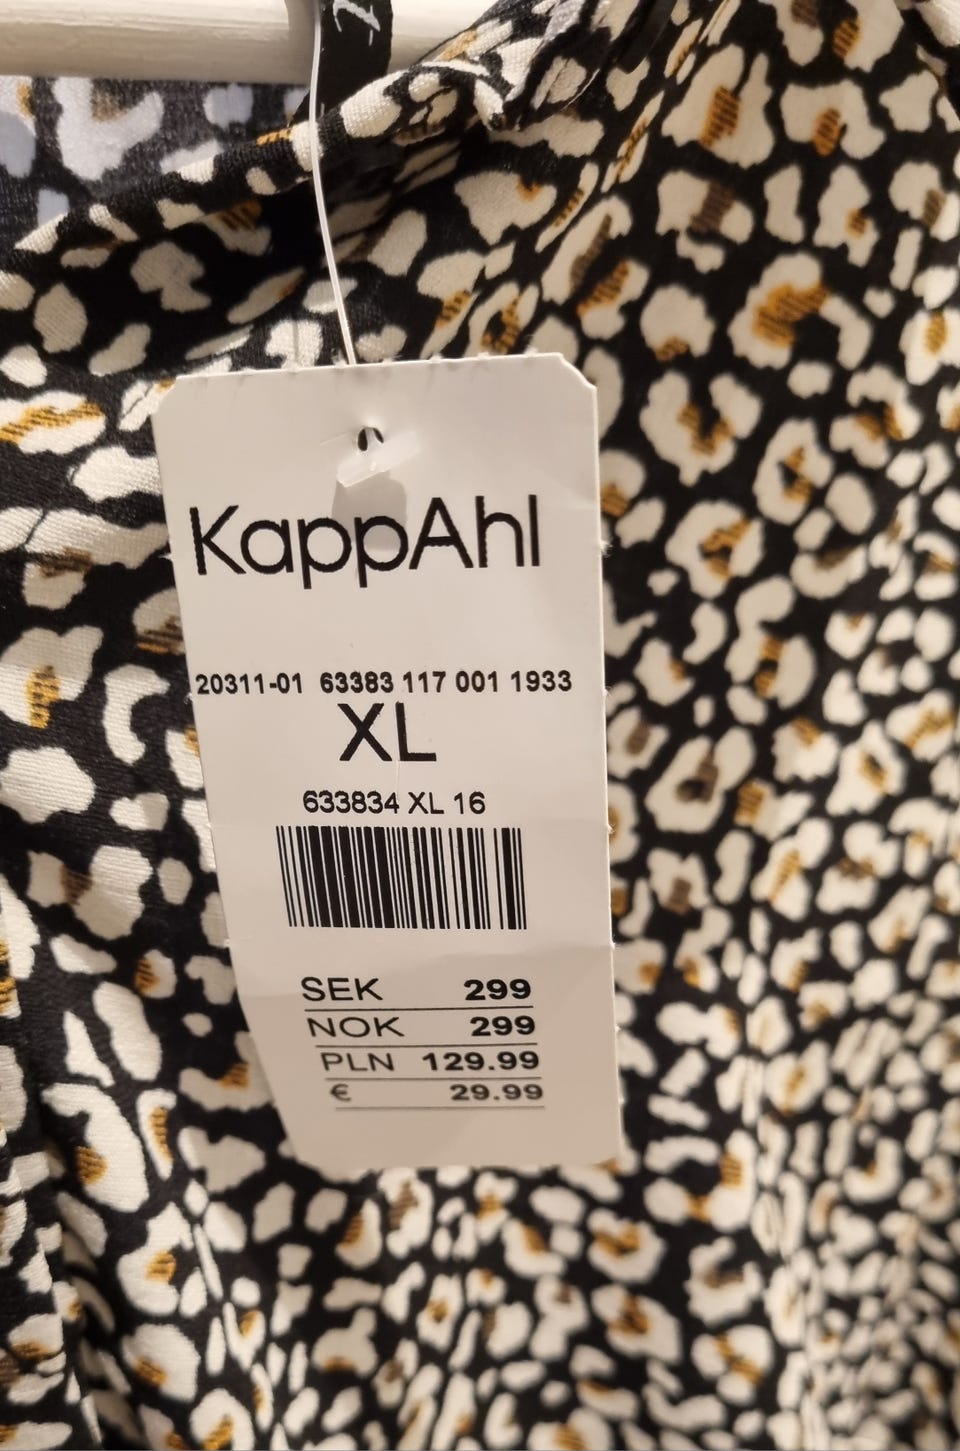 KappAhl
20311-01 63383 117 001 1933
XL
633834 XL 16
SEK 299
NOK 299
PLN 129.99
€ 29.99